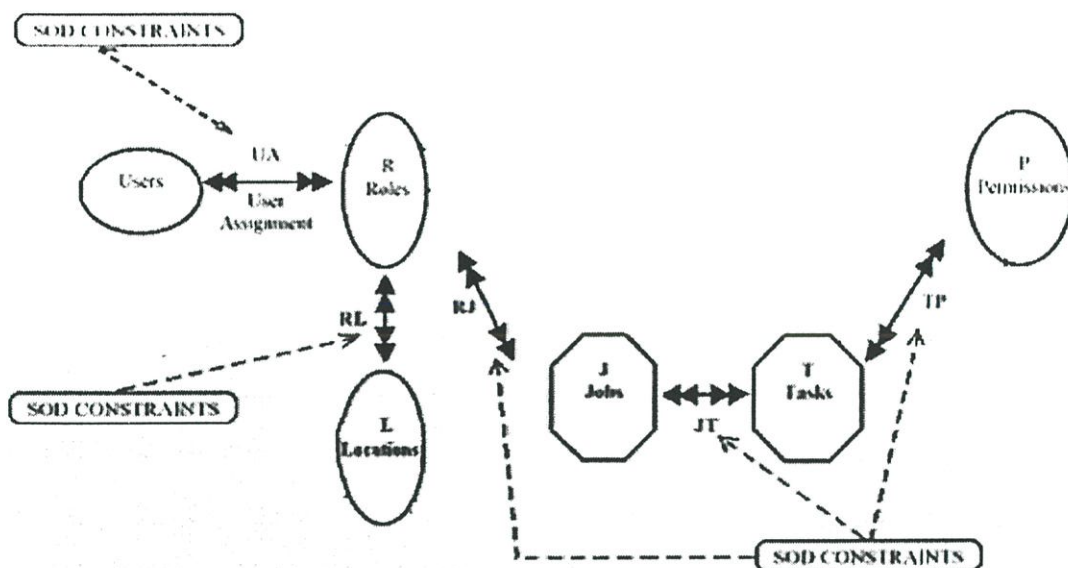 SOD CONSTRAINTS
UA
Users
User
Assignment
R
Roles
P
Permissions
RL
RJ
TP
SOD CONSTRAINTS
L
Locations
J
Jobs
JT
T
Tasks
SOD CONSTRAINTS